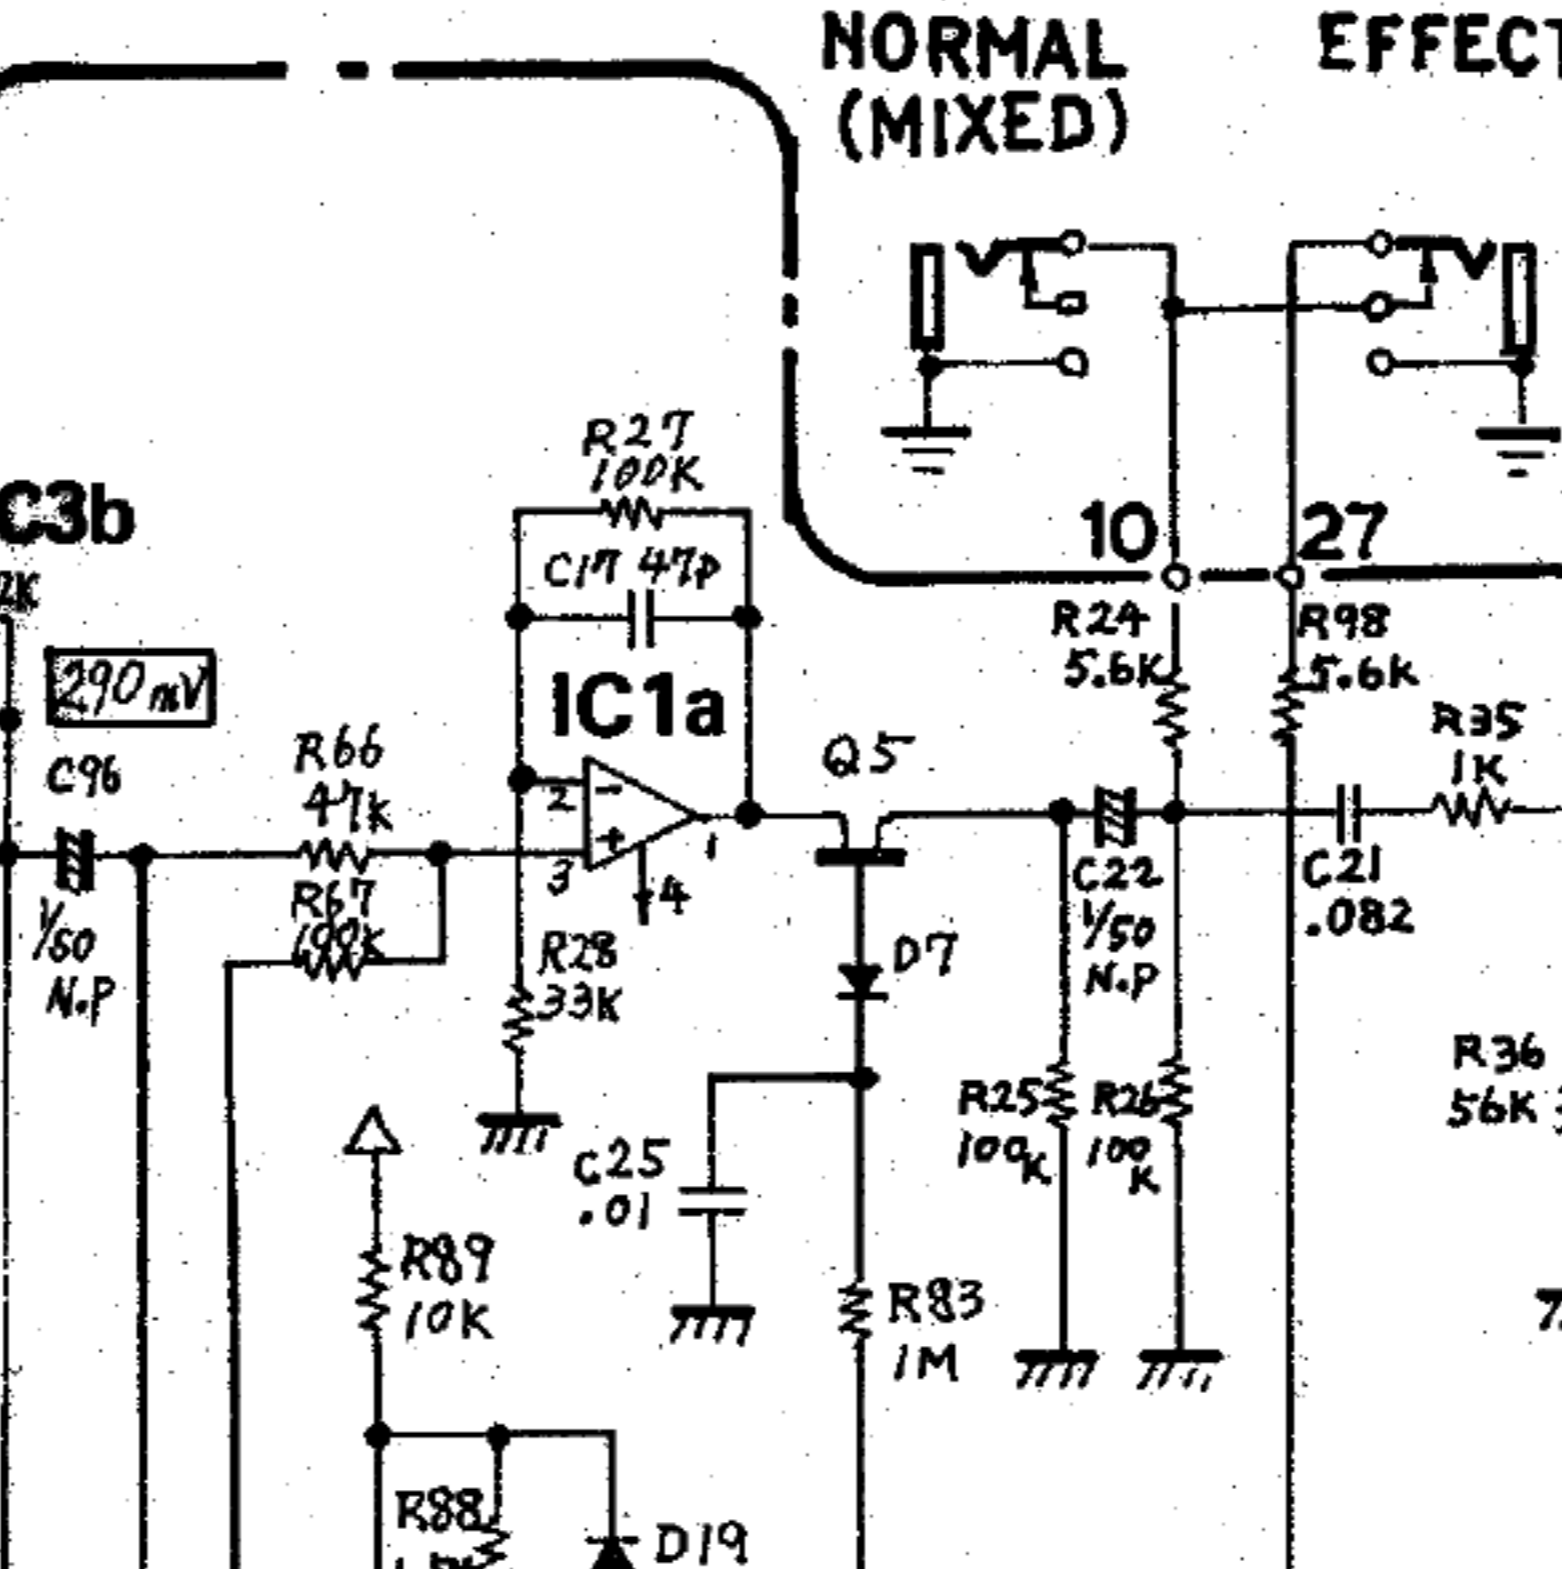 NORMAL
(MIXED)
EFFECT
R27
100K
C3b
10
27
C17 47P
2K
R24
5.6K
R98
5.6K
290mV
IC1a
R35
1K
R66
47K
Q5
C96
2
-
+
1
3
4
C22
1/50
N.P
C21
.082
R67
100K
1/50
N.P
R28
33K
D7
R36
56K
R25
100K
R26
100K
C25
.01
R89
10K
R83
1M
R88
D19